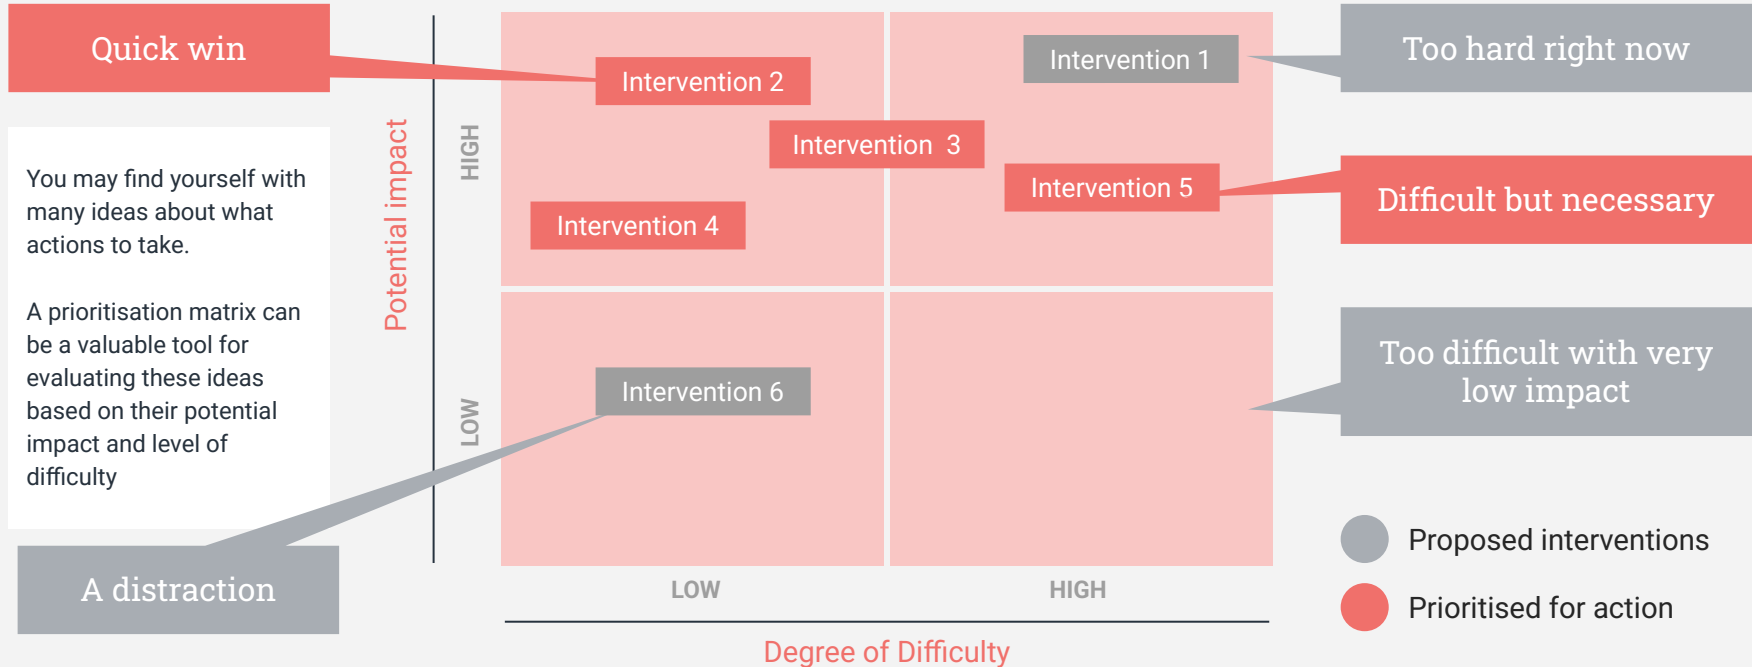 Quick win
You may find yourself with
many ideas about what
actions to take.
A prioritisation matrix can
be a valuable tool for
evaluating these ideas
based on their potential
impact and level of
difficulty
A distraction
Potential impact
HIGH
LOW
Intervention 2
Intervention 1
Intervention  3
Intervention 5
Intervention 4
Intervention 6
LOW
HIGH
Degree of Difficulty
Too hard right now
Difficult but necessary
Too difficult with very
low impact
Proposed interventions
Prioritised for action